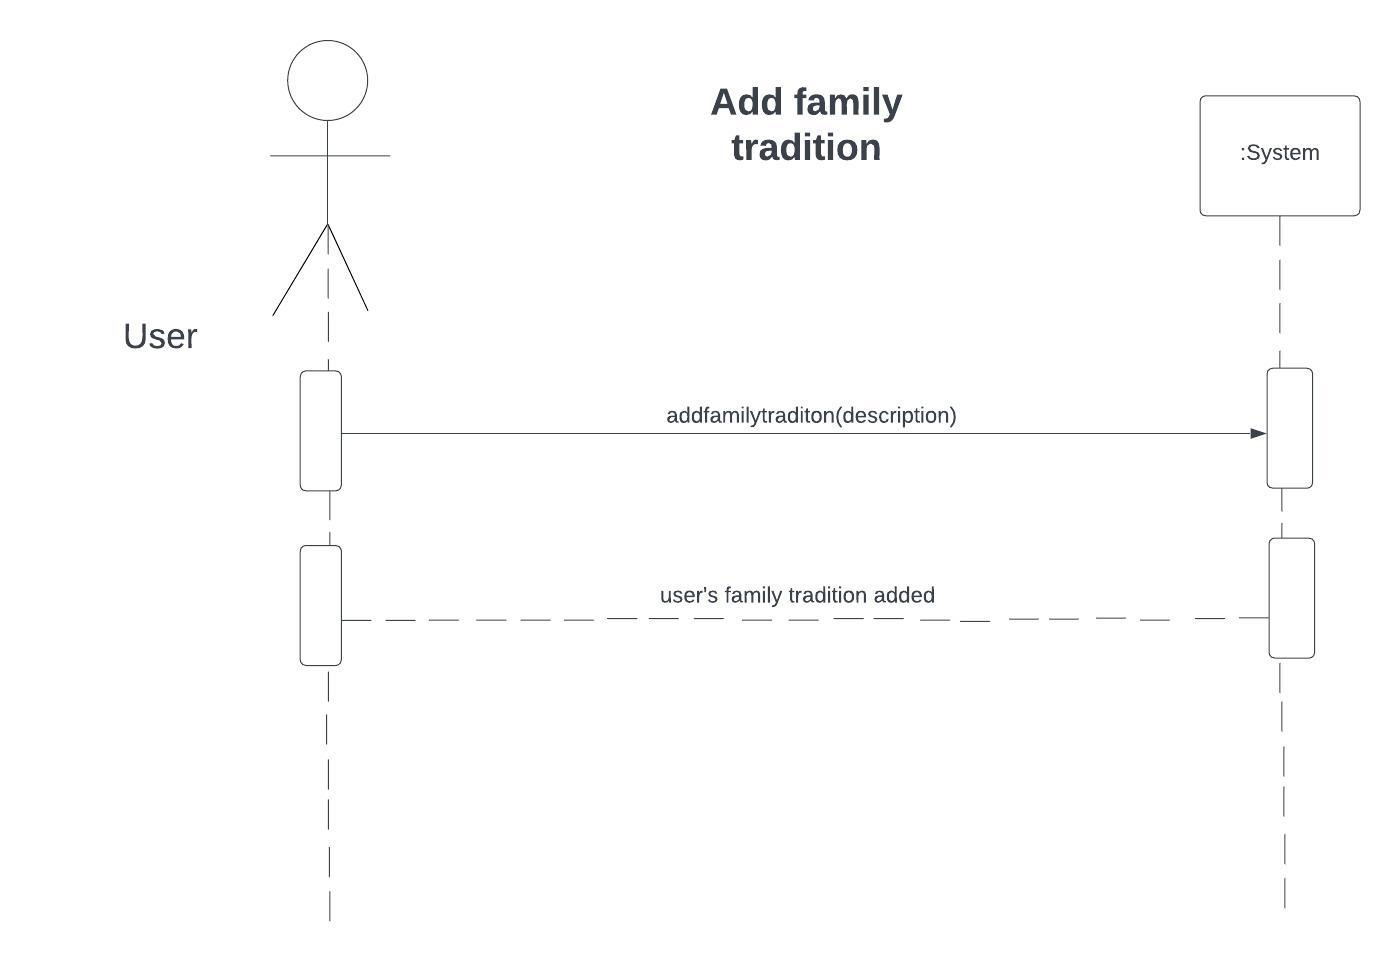 Add family
tradition
:System
User
addfamilytraditon(description)
user's family tradition added